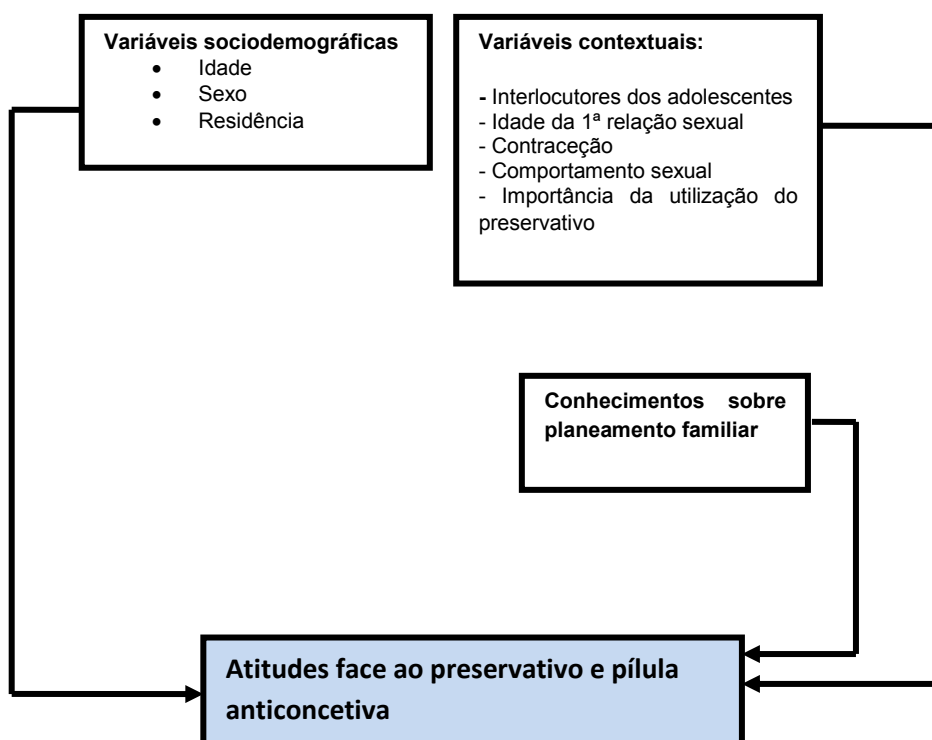 Variáveis sociodemográficas
• Idade
• Sexo
• Residência
Variáveis contextuais:
- Interlocutores dos adolescentes
- Idade da 1ª relação sexual
- Contraceção
- Comportamento sexual
- Importância da utilização do
preservativo
Conhecimentos sobre
planeamento familiar
Atitudes face ao preservativo e pílula
anticoncetiva